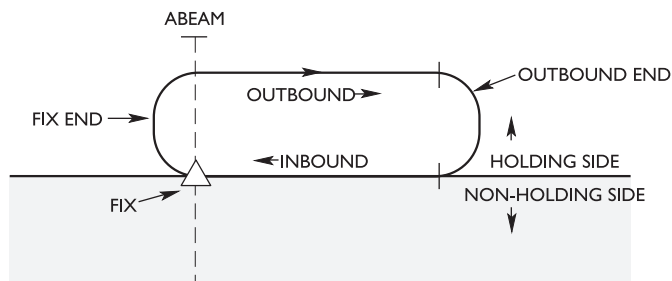 ABEAM
OUTBOUND END
OUTBOUND
FIX END
INBOUND
HOLDING SIDE
NON-HOLDING SIDE
FIX